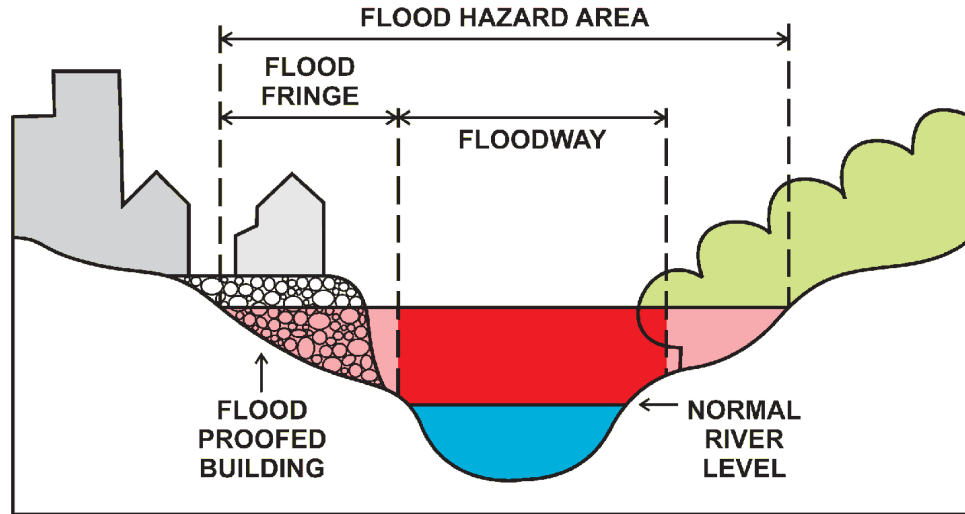 FLOOD HAZARD AREA
FLOOD
FRINGE
FLOODWAY
FLOOD
PROOFED
BUILDING
NORMAL
RIVER
LEVEL